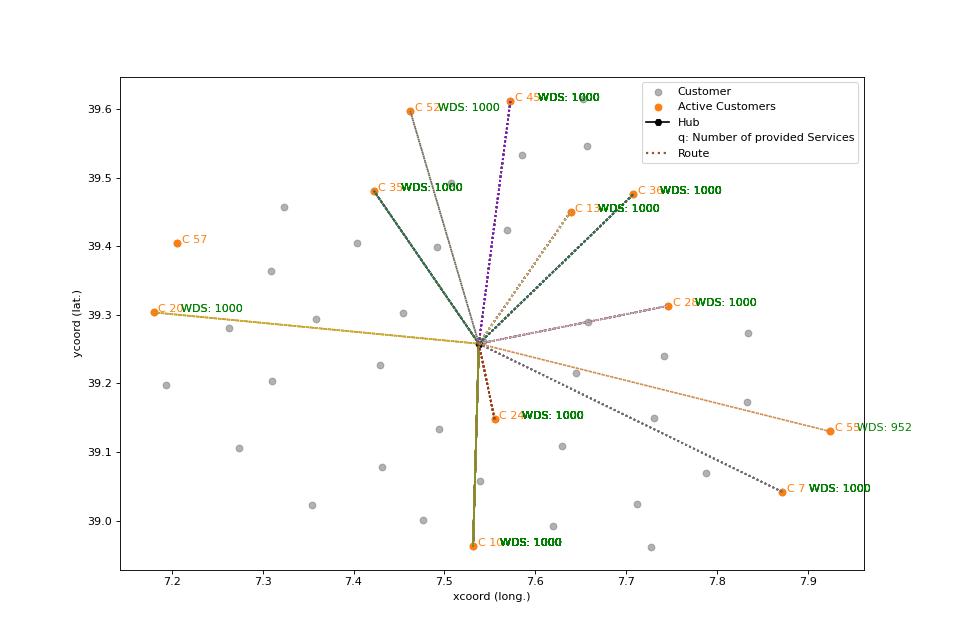 Customer
Active Customers
Hub
q: Number of provided Services
Route
C 52 WDS: 1000
C 45 WDS: 1000
C 35 WDS: 1000
C 36 WDS: 1000
C 13 WDS: 1000
C 57
C 20 WDS: 1000
C 28 WDS: 1000
C 24 WDS: 1000
C 55 WDS: 952
C 7 WDS: 1000
WDS: 1000
39.6
39.5
39.4
39.3
39.2
39.1
39.0
ycoord (lat.)
7.2 7.3 7.4 7.5 7.6 7.7 7.8 7.9
xcoord (long.)